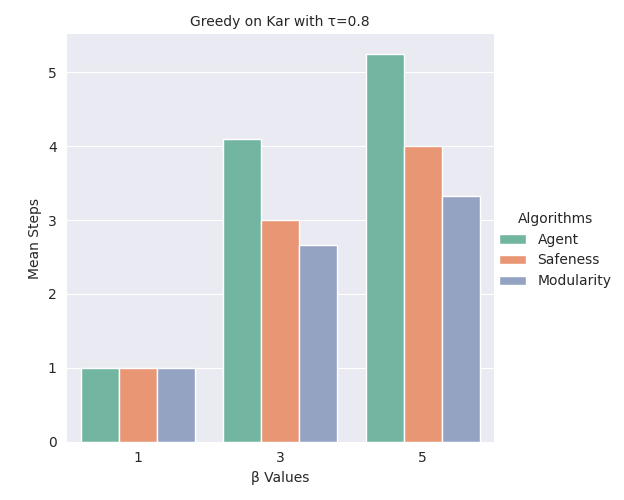 Greedy on Kar with τ=0.8
Mean Steps
5
4
3
2
1
0
1
3
5
β Values
Algorithms
Agent
Safeness
Modularity